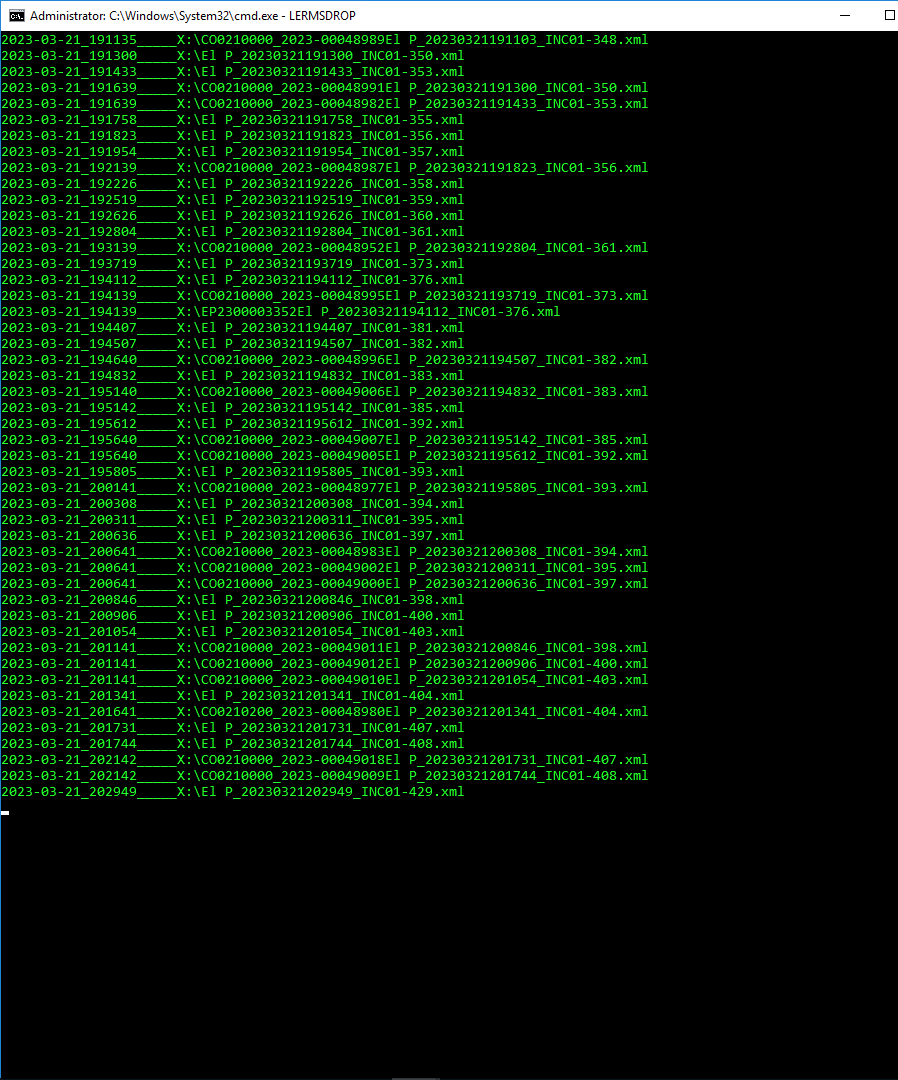 Administrator: C:\Windows\System32\cmd.exe - LERMSDROP
2023-03-21_191135_____X:\CO0210000_2023-00048989El P_20230321191103_INC01-348.xml
2023-03-21_191300_____X:\El P_20230321191300_INC01-350.xml
2023-03-21_191433_____X:\El P_20230321191433_INC01-353.xml
2023-03-21_191639_____X:\CO0210000_2023-00048991El P_20230321191300_INC01-350.xml
2023-03-21_191639_____X:\CO0210000_2023-00048982El P_20230321191433_INC01-353.xml
2023-03-21_191758_____X:\El P_20230321191758_INC01-355.xml
2023-03-21_191823_____X:\El P_20230321191823_INC01-356.xml
2023-03-21_191954_____X:\El P_20230321191954_INC01-357.xml
2023-03-21_192139_____X:\CO0210000_2023-00048987El P_20230321191823_INC01-356.xml
2023-03-21_192226_____X:\El P_20230321192226_INC01-358.xml
2023-03-21_192519_____X:\El P_20230321192519_INC01-359.xml
2023-03-21_192626_____X:\El P_20230321192626_INC01-360.xml
2023-03-21_192804_____X:\El P_20230321192804_INC01-361.xml
2023-03-21_193139_____X:\CO0210000_2023-00048952El P_20230321192804_INC01-361.xml
2023-03-21_193719_____X:\El P_20230321193719_INC01-373.xml
2023-03-21_194112_____X:\El P_20230321194112_INC01-376.xml
2023-03-21_194139_____X:\CO0210000_2023-00048995El P_20230321193719_INC01-373.xml
2023-03-21_194139_____X:\EP2300003352El P_20230321194112_INC01-376.xml
2023-03-21_194407_____X:\El P_20230321194407_INC01-381.xml
2023-03-21_194507_____X:\El P_20230321194507_INC01-382.xml
2023-03-21_194640_____X:\CO0210000_2023-00048996El P_20230321194507_INC01-382.xml
2023-03-21_194832_____X:\El P_20230321194832_INC01-383.xml
2023-03-21_195140_____X:\CO0210000_2023-00049006El P_20230321194832_INC01-383.xml
2023-03-21_195142_____X:\El P_20230321195142_INC01-385.xml
2023-03-21_195612_____X:\El P_20230321195612_INC01-392.xml
2023-03-21_195640_____X:\CO0210000_2023-00049007El P_20230321195142_INC01-385.xml
2023-03-21_195640_____X:\CO0210000_2023-00049005El P_20230321195612_INC01-392.xml
2023-03-21_195805_____X:\El P_20230321195805_INC01-393.xml
2023-03-21_200141_____X:\CO0210000_2023-00048977El P_20230321195805_INC01-393.xml
2023-03-21_200308_____X:\El P_20230321200308_INC01-394.xml
2023-03-21_200311_____X:\El P_20230321200311_INC01-395.xml
2023-03-21_200636_____X:\El P_20230321200636_INC01-397.xml
2023-03-21_200641_____X:\CO0210000_2023-00048983El P_20230321200308_INC01-394.xml
2023-03-21_200641_____X:\CO0210000_2023-00049002El P_20230321200311_INC01-395.xml
2023-03-21_200641_____X:\CO0210000_2023-00049000El P_20230321200636_INC01-397.xml
2023-03-21_200846_____X:\El P_20230321200846_INC01-398.xml
2023-03-21_200906_____X:\El P_20230321200906_INC01-400.xml
2023-03-21_201054_____X:\El P_20230321201054_INC01-403.xml
2023-03-21_201141_____X:\CO0210000_2023-00049011El P_20230321200846_INC01-398.xml
2023-03-21_201141_____X:\CO0210000_2023-00049012El P_20230321200906_INC01-400.xml
2023-03-21_201141_____X:\CO0210000_2023-00049010El P_20230321201054_INC01-403.xml
2023-03-21_201341_____X:\El P_20230321201341_INC01-404.xml
2023-03-21_201641_____X:\CO0210200_2023-00048980El P_20230321201341_INC01-404.xml
2023-03-21_201731_____X:\El P_20230321201731_INC01-407.xml
2023-03-21_201744_____X:\El P_20230321201744_INC01-408.xml
2023-03-21_202142_____X:\CO0210000_2023-00049018El P_20230321201731_INC01-407.xml
2023-03-21_202142_____X:\CO0210000_2023-00049009El P_20230321201744_INC01-408.xml
2023-03-21_202949_____X:\El P_20230321202949_INC01-429.xml